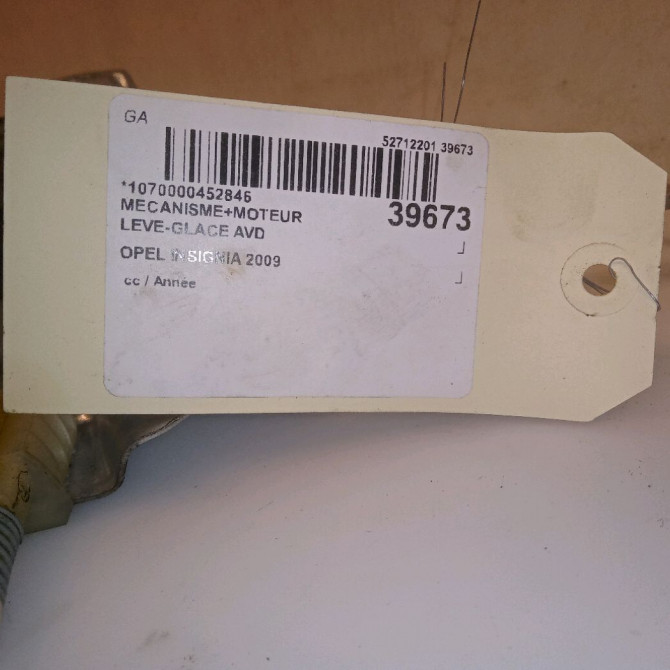 GA
52712201 39673
*1070000452846
MECANISME+MOTEUR
39673
LEVE-GLACE AVD
OPEL INSIGNIA 2009
cc / Année